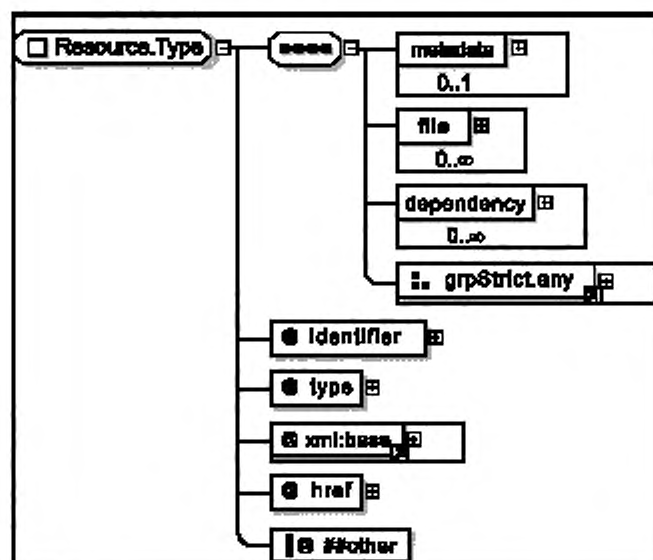 Resource.Type
metadata
0..1
file
0..∞
dependency
0..∞
grpStrict.any
identifier
type
xml:base
href
##other